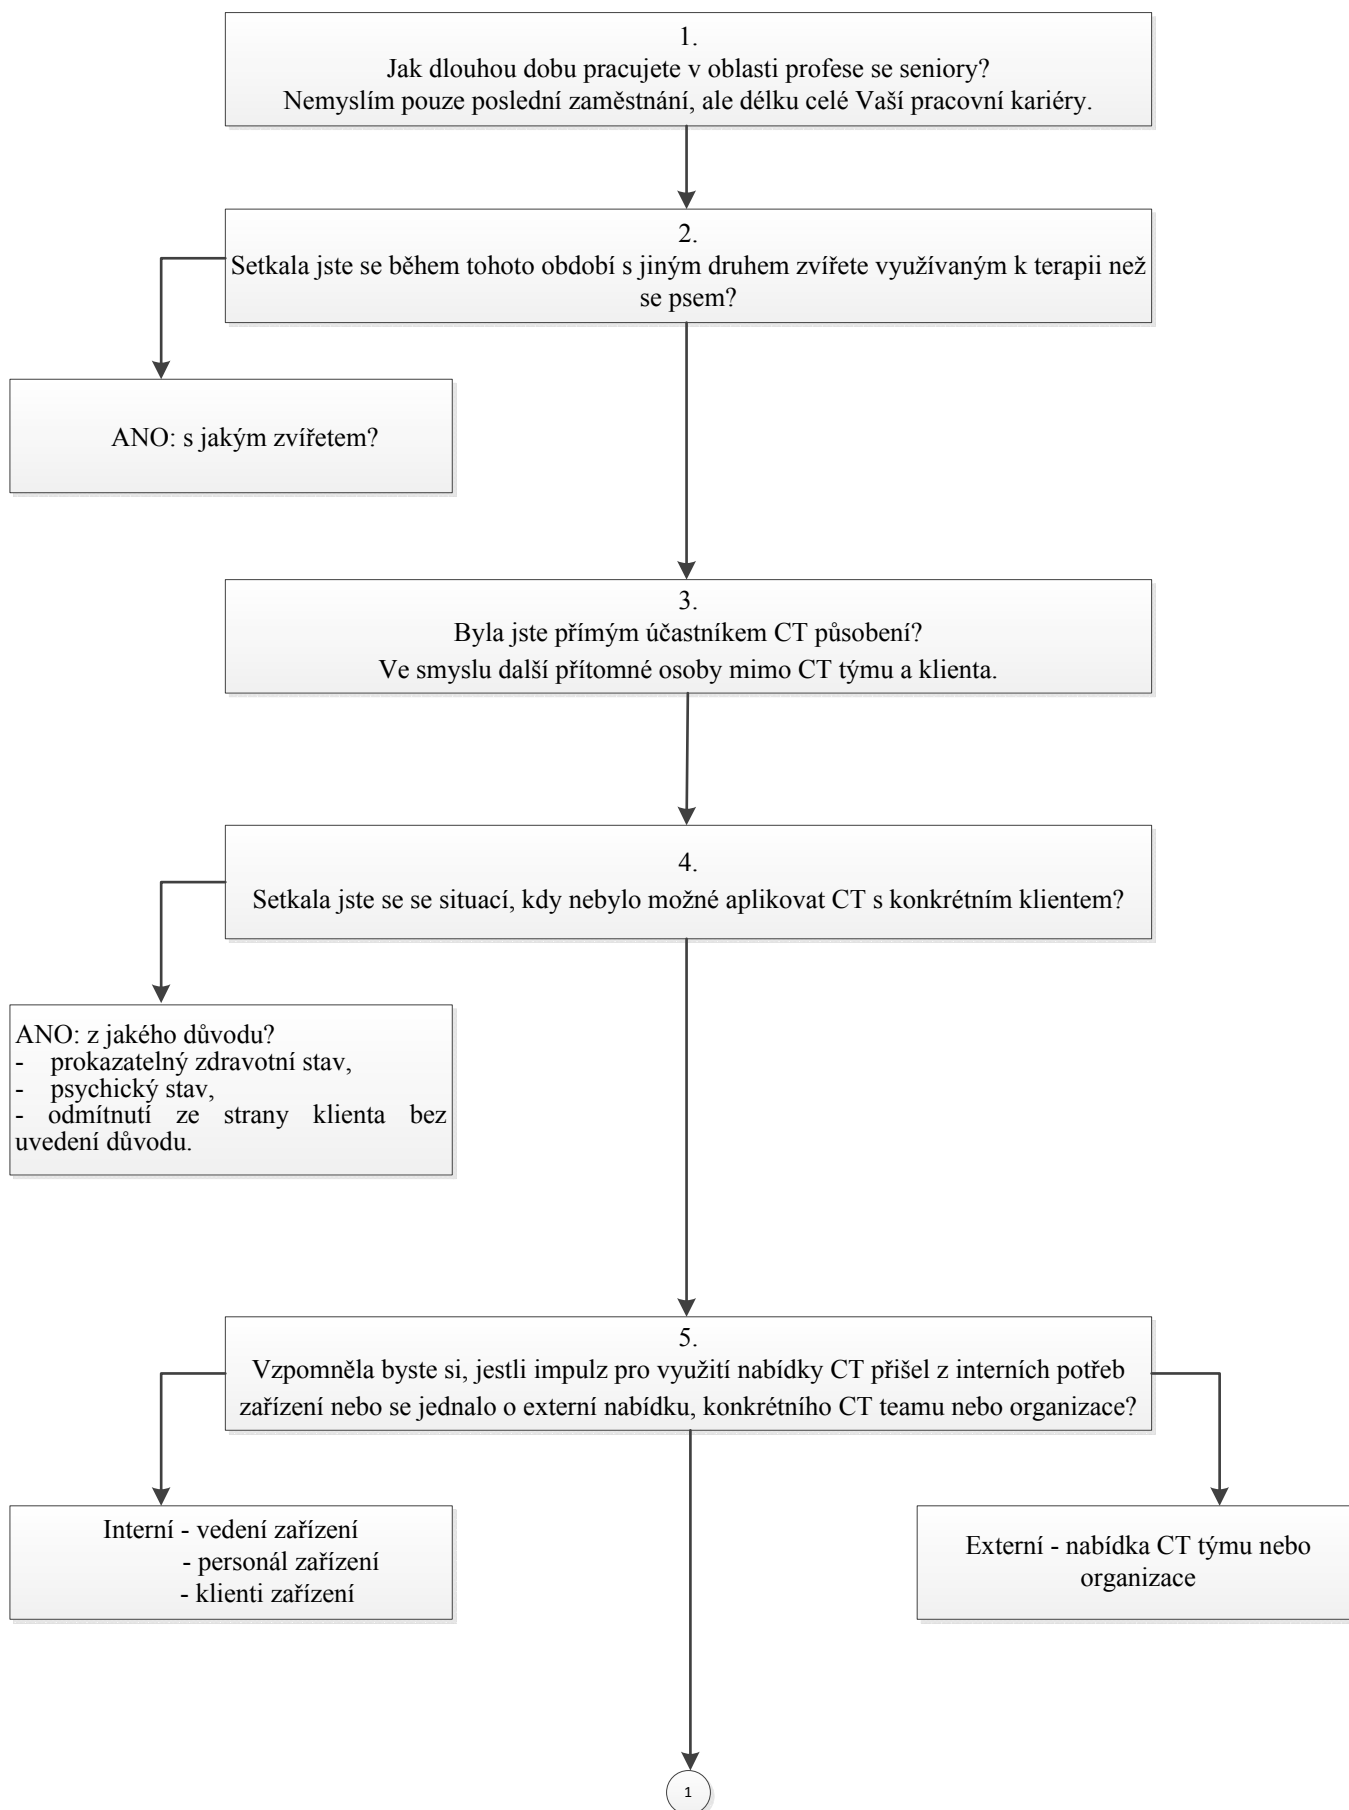 1.
Jak dlouhou dobu pracujete v oblasti profese se seniory?
Nemyslím pouze poslední zaměstnání, ale délku celé Vaší pracovní kariéry.
2.
Setkala jste se během tohoto období s jiným druhem zvířete využívaným k terapii než
se psem?
ANO: s jakým zvířetem?
3.
Byla jste přímým účastníkem CT působení?
Ve smyslu další přítomné osoby mimo CT týmu a klienta.
4.
Setkala jste se se situací, kdy nebylo možné aplikovat CT s konkrétním klientem?
ANO: z jakého důvodu?
- prokazatelný zdravotní stav,
- psychický stav,
- odmítnutí ze strany klienta bez
uvedení důvodu.
5.
Vzpomněla byste si, jestli impulz pro využití nabídky CT přišel z interních potřeb
zařízení nebo se jednalo o externí nabídku, konkrétního CT teamu nebo organizace?
Interní - vedení zařízení
- personál zařízení
- klienti zařízení
Externí - nabídka CT týmu nebo
organizace
1